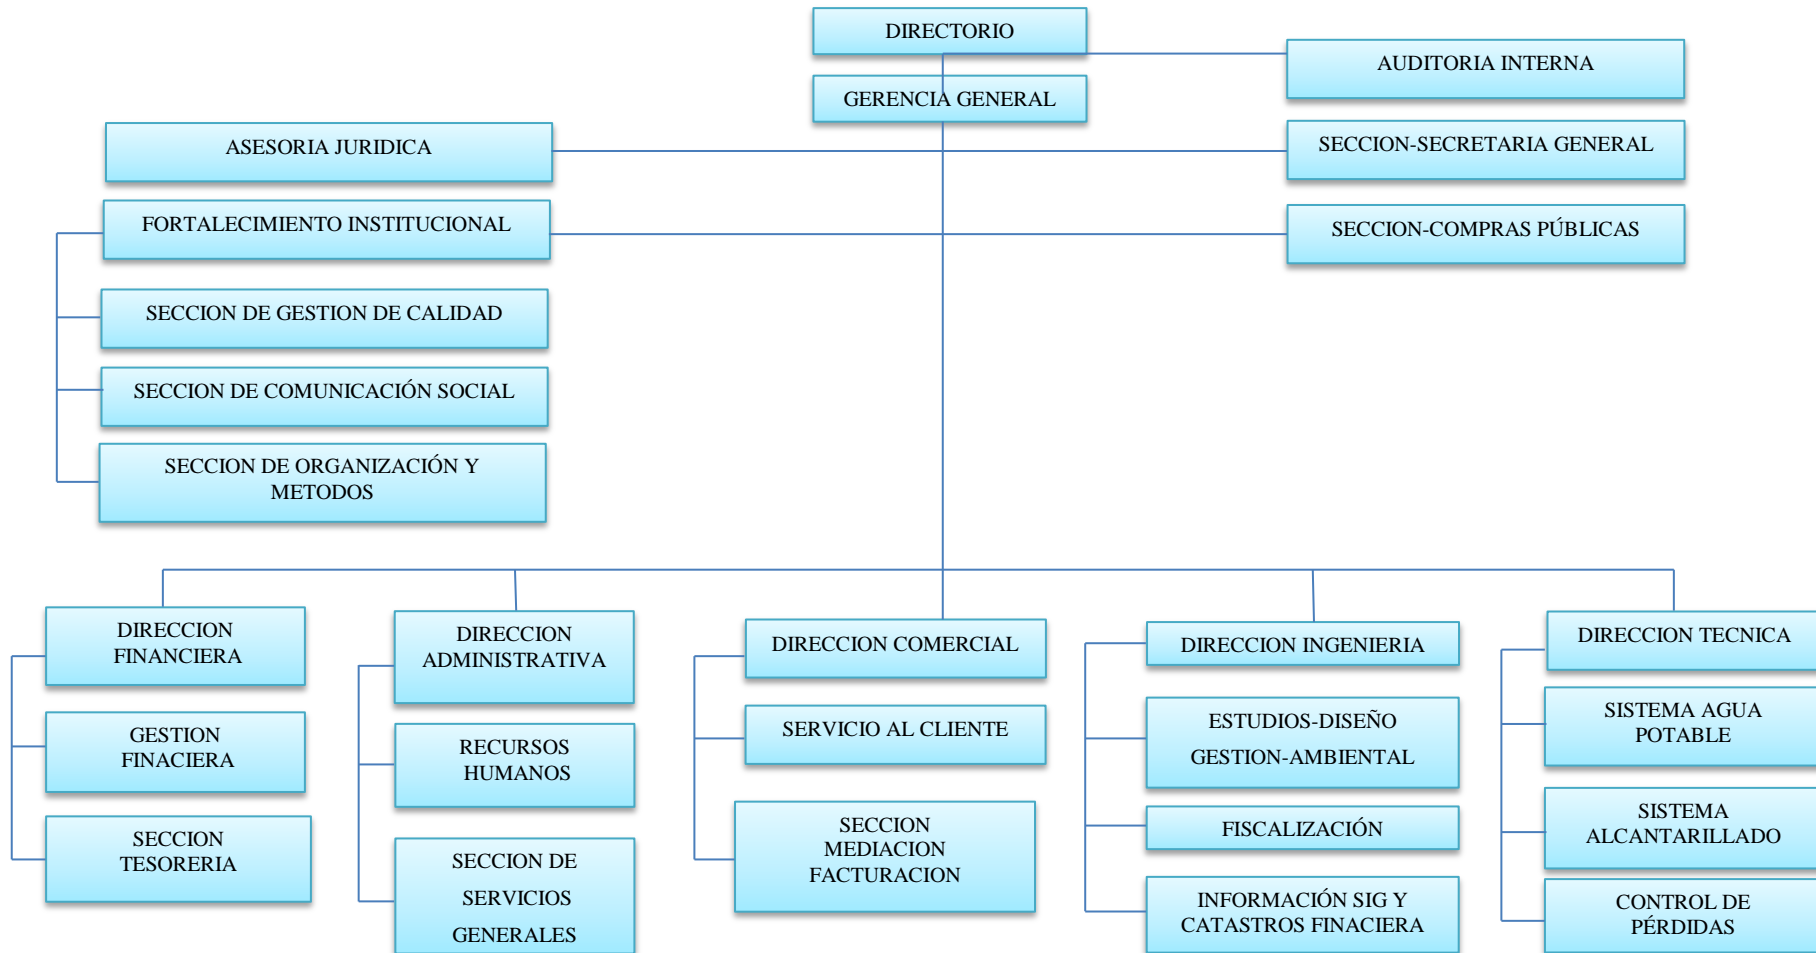 DIRECTORIO
AUDITORIA INTERNA
GERENCIA GENERAL
ASESORIA JURIDICA
SECCION-SECRETARIA GENERAL
FORTALECIMIENTO INSTITUCIONAL
SECCION-COMPRAS PÚBLICAS
SECCION DE GESTION DE CALIDAD
SECCION DE COMUNICACIÓN SOCIAL
SECCION DE ORGANIZACIÓN Y
METODOS
DIRECCION
FINANCIERA
GESTION
FINACIERA
SECCION
TESORERIA
DIRECCION
ADMINISTRATIVA
RECURSOS
HUMANOS
SECCION DE
SERVICIOS
GENERALES
DIRECCION COMERCIAL
SERVICIO AL CLIENTE
SECCION
MEDIACION
FACTURACION
DIRECCION INGENIERIA
ESTUDIOS-DISEÑO
GESTION-AMBIENTAL
FISCALIZACIÓN
INFORMACIÓN SIG Y
CATASTROS FINACIERA
DIRECCION TECNICA
SISTEMA AGUA
POTABLE
SISTEMA
ALCANTARILLADO
CONTROL DE
PÉRDIDAS